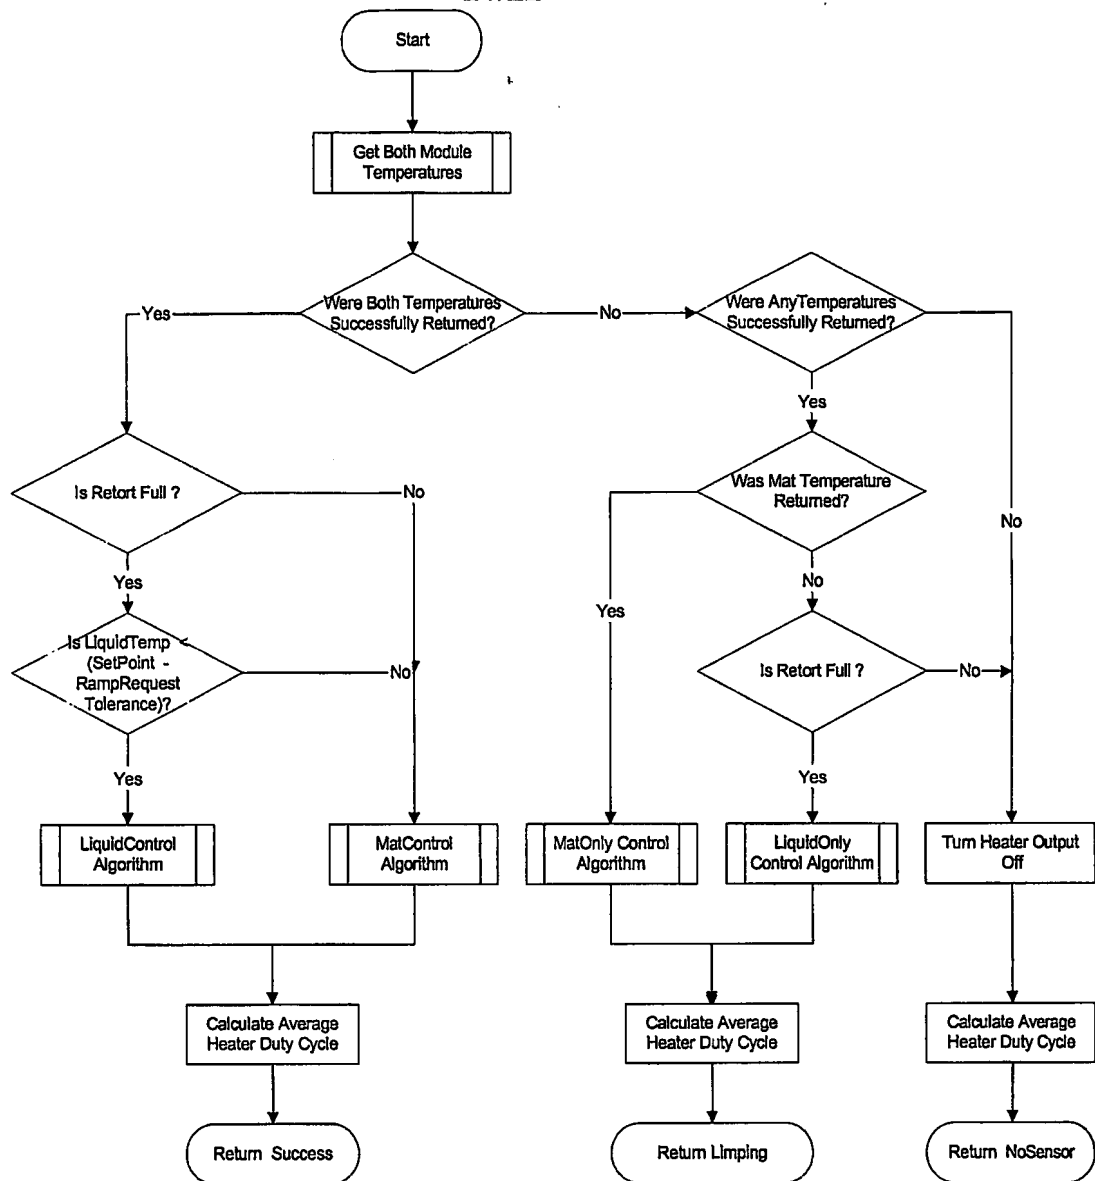 Start
Get Both Module
Temperatures
Were Both Temperatures
Successfully Returned?
Yes
No
Were AnyTemperatures
Successfully Returned?
Yes
No
Is Retort Full ?
No
Yes
Was Mat Temperature
Returned?
Yes
No
Is LiquidTemp <
(SetPoint -
RampRequest
Tolerance)?
No
Yes
Is Retort Full ?
No
Yes
LiquidControl
Algorithm
MatControl
Algorithm
MatOnly Control
Algorithm
LiquidOnly
Control Algorithm
Turn Heater Output
Off
Calculate Average
Heater Duty Cycle
Calculate Average
Heater Duty Cycle
Calculate Average
Heater Duty Cycle
Return Success
Return Limping
Return NoSensor